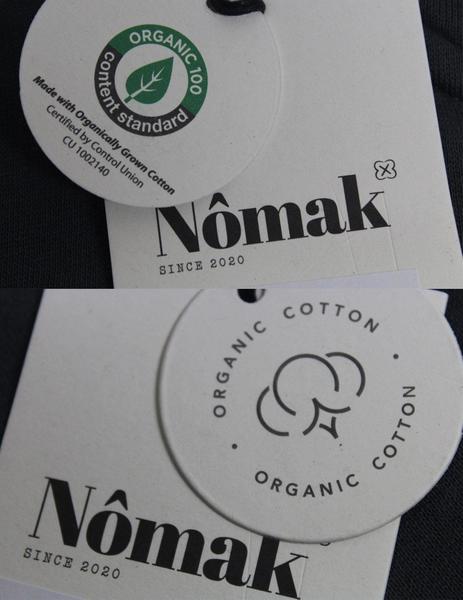 ORGANIC 100
content standard
Made with Organically Grown Cotton
Certified by Control Union
CU 1002140
Nômak
SINCE 2020
ORGANIC COTTON
ORGANIC COTTON
Nômak
SINCE 2020